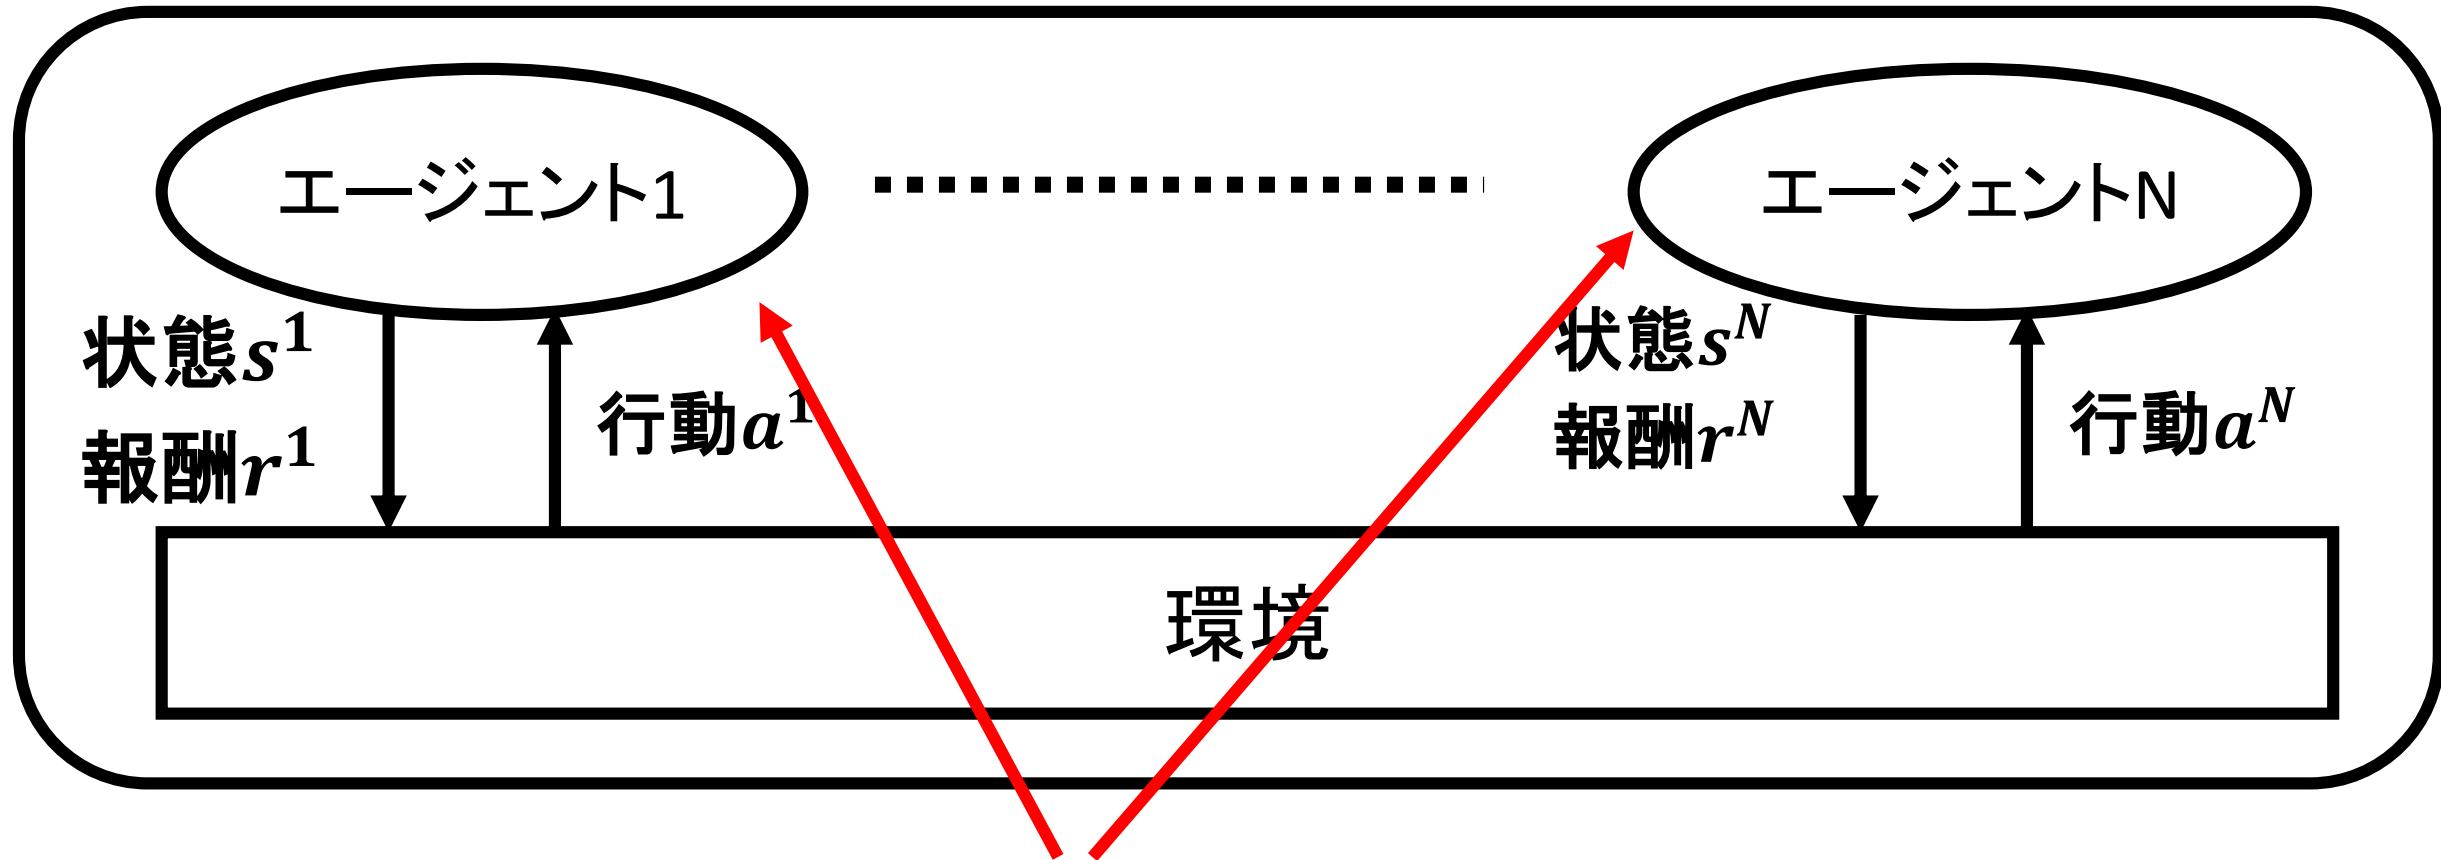 エージェント1
エージェントN
状態s¹
報酬r¹
行動a¹
状態sᴺ
報酬rᴺ
行動aᴺ
環境